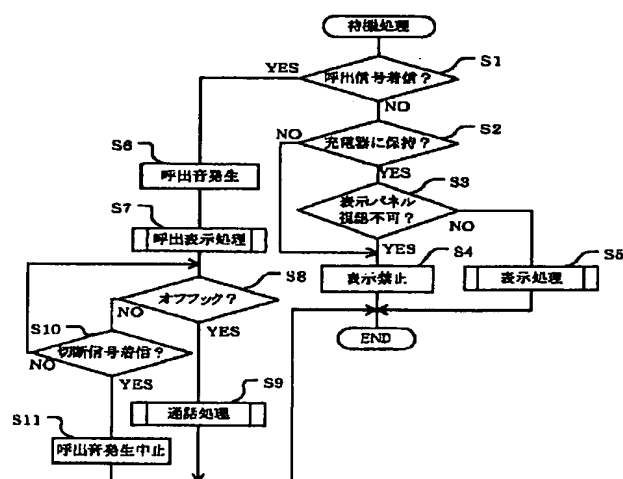 待機処理
呼出信号着信？
S1
YES
NO
充電器に保持？
S2
NO
YES
表示パネル
視認不可？
S3
NO
YES
表示禁止
S4
表示処理
S5
END
S6
呼出音発生
S7
呼出表示処理
オフフック？
S8
NO
YES
S10
切断信号着信？
NO
YES
通話処理
S9
S11
呼出音発生中止